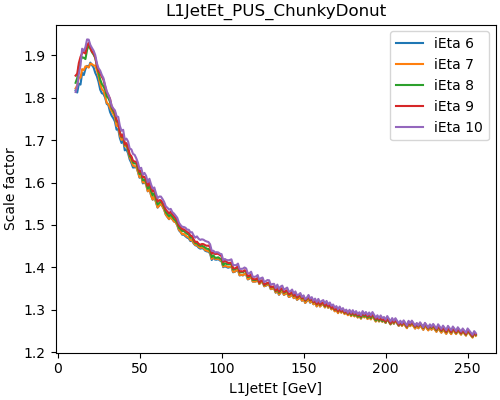 L1JetEt_PUS_ChunkyDonut
iEta 6
iEta 7
iEta 8
iEta 9
iEta 10
Scale factor
1.9
1.8
1.7
1.6
1.5
1.4
1.3
1.2
0 50 100 150 200 250
L1JetEt [GeV]